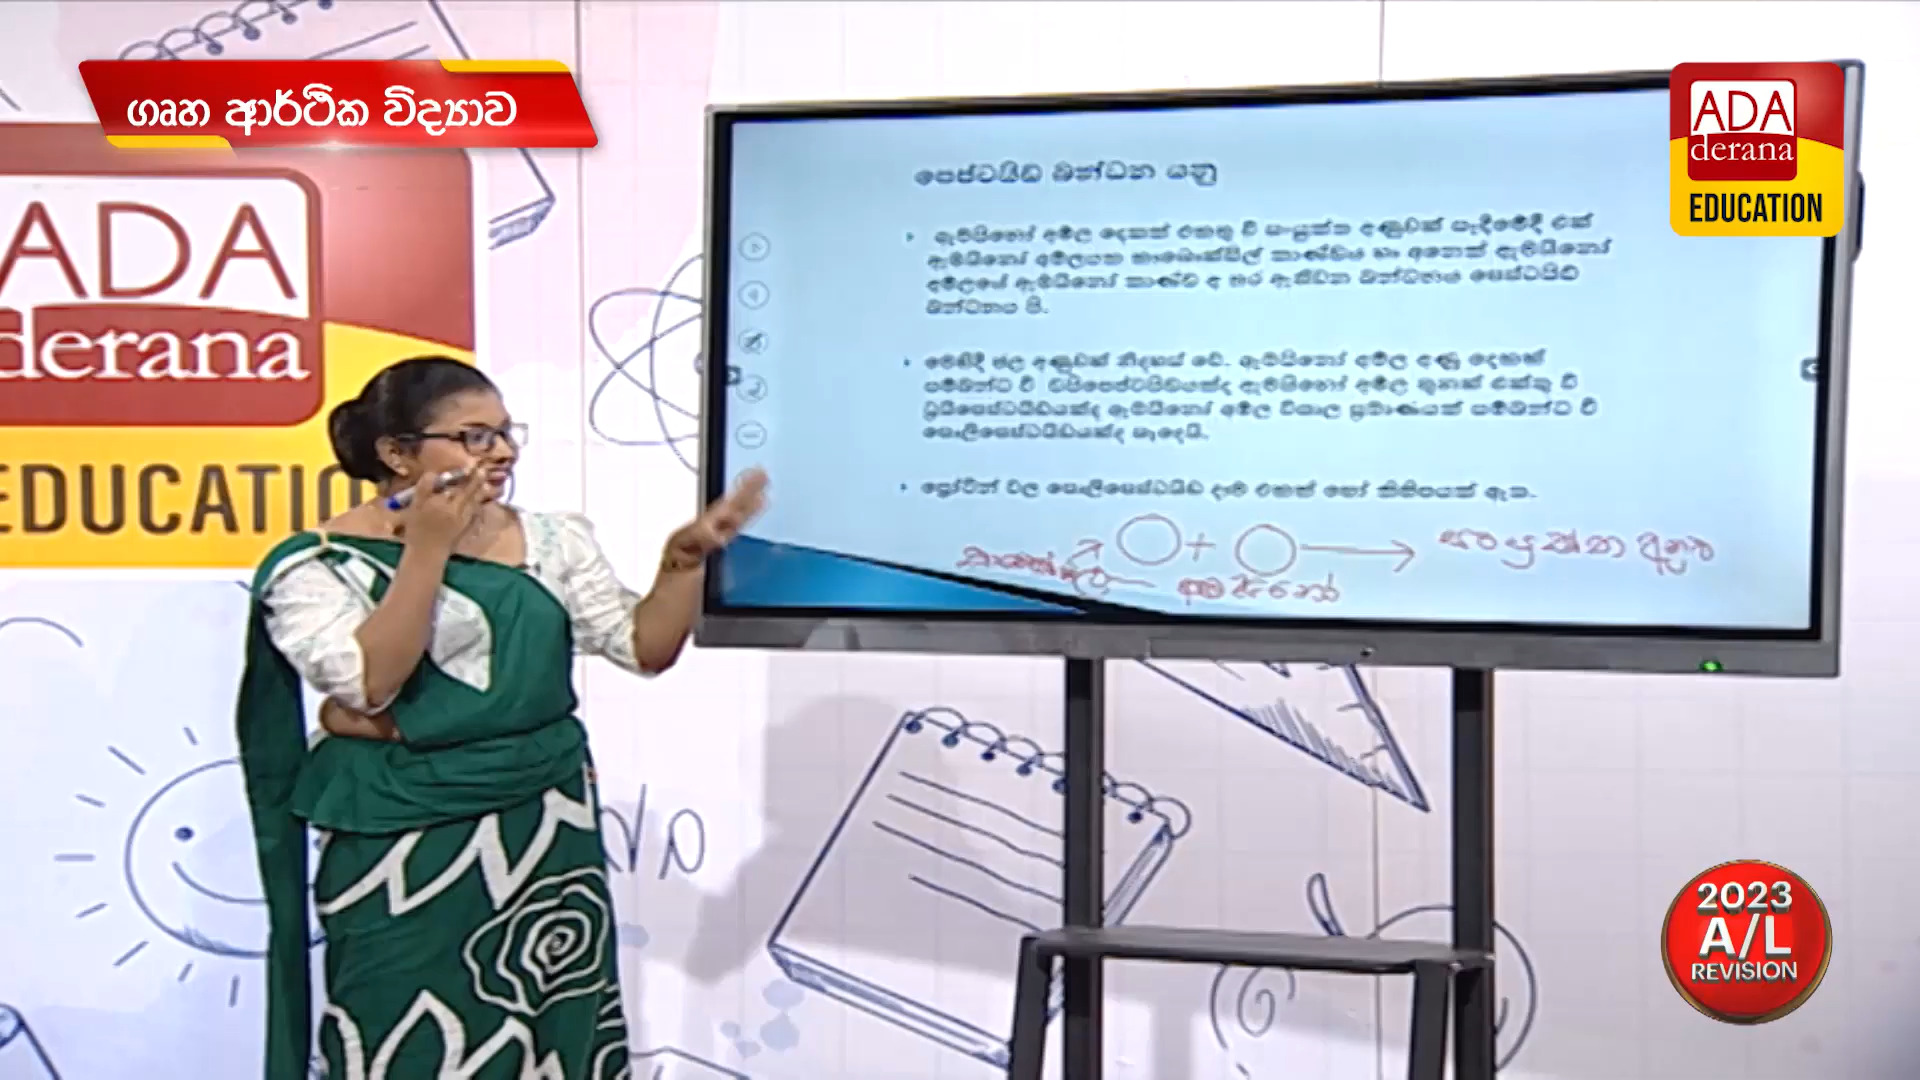 ගෘහ ආර්ථික විද්‍යාව
ADA
derana
EDUCATION
ADA
derana
EDUCATIO
පෙප්ටයිඩ බන්ධන යනු
ඇමයිනෝ අම්ල දෙකක් එකතු වී සංයුක්ත අණුවක් සෑදීමේදී එක්
ඇමයිනෝ අම්ලයක කාබොක්සිල් කාණ්ඩය හා අනෙක් ඇමයිනෝ
අම්ලයේ ඇමයිනෝ කාණ්ඩ අතර ඇතිවන බන්ධනය පෙප්ටයිඩ
බන්ධනය යි.
මෙහිදී ජල අණුවක් නිදහස් වේ. ඇමයිනෝ අම්ල අණු දෙකක්
සම්බන්ධ වී ඩයිපෙප්ටයිඩයක්ද ඇමයිනෝ අම්ල තුනක් එක්තු වී
ට්‍රයිපෙප්ටයිඩයක්ද ඇමයිනෝ අම්ල විශාල ප්‍රමාණයක් සම්බන්ධ වී
පොලිපෙප්ටයිඩයක්ද සෑදෙයි.
ප්‍රෝටීන් වල පොලිපෙප්ටයිඩ දාම එකක් හෝ කිහිපයක් ඇත.
+ සංයුක්ත අණුව
ඇමයිනෝ
2023
A/L
REVISION